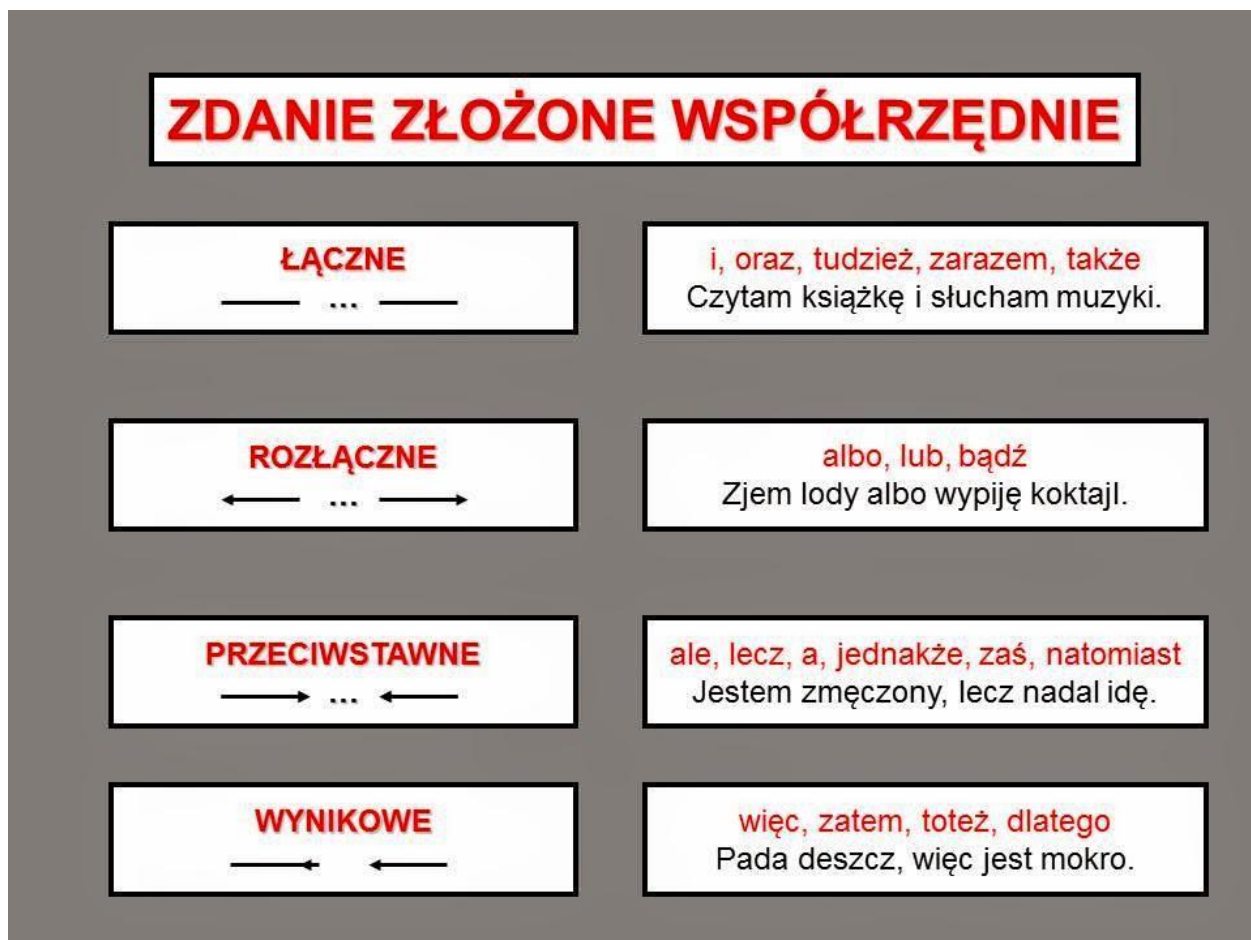 ZDANIE ZŁOŻONE WSPÓŁRZĘDNIE
ŁĄCZNE
...
i, oraz, tudzież, zarazem, także
Czytam książkę i słucham muzyki.
ROZŁĄCZNE
...
albo, lub, bądź
Zjem lody albo wypiję koktajl.
PRZECIWSTAWNE
...
ale, lecz, a, jednakże, zaś, natomiast
Jestem zmęczony, lecz nadal idę.
WYNIKOWE
więc, zatem, toteż, dlatego
Pada deszcz, więc jest mokro.